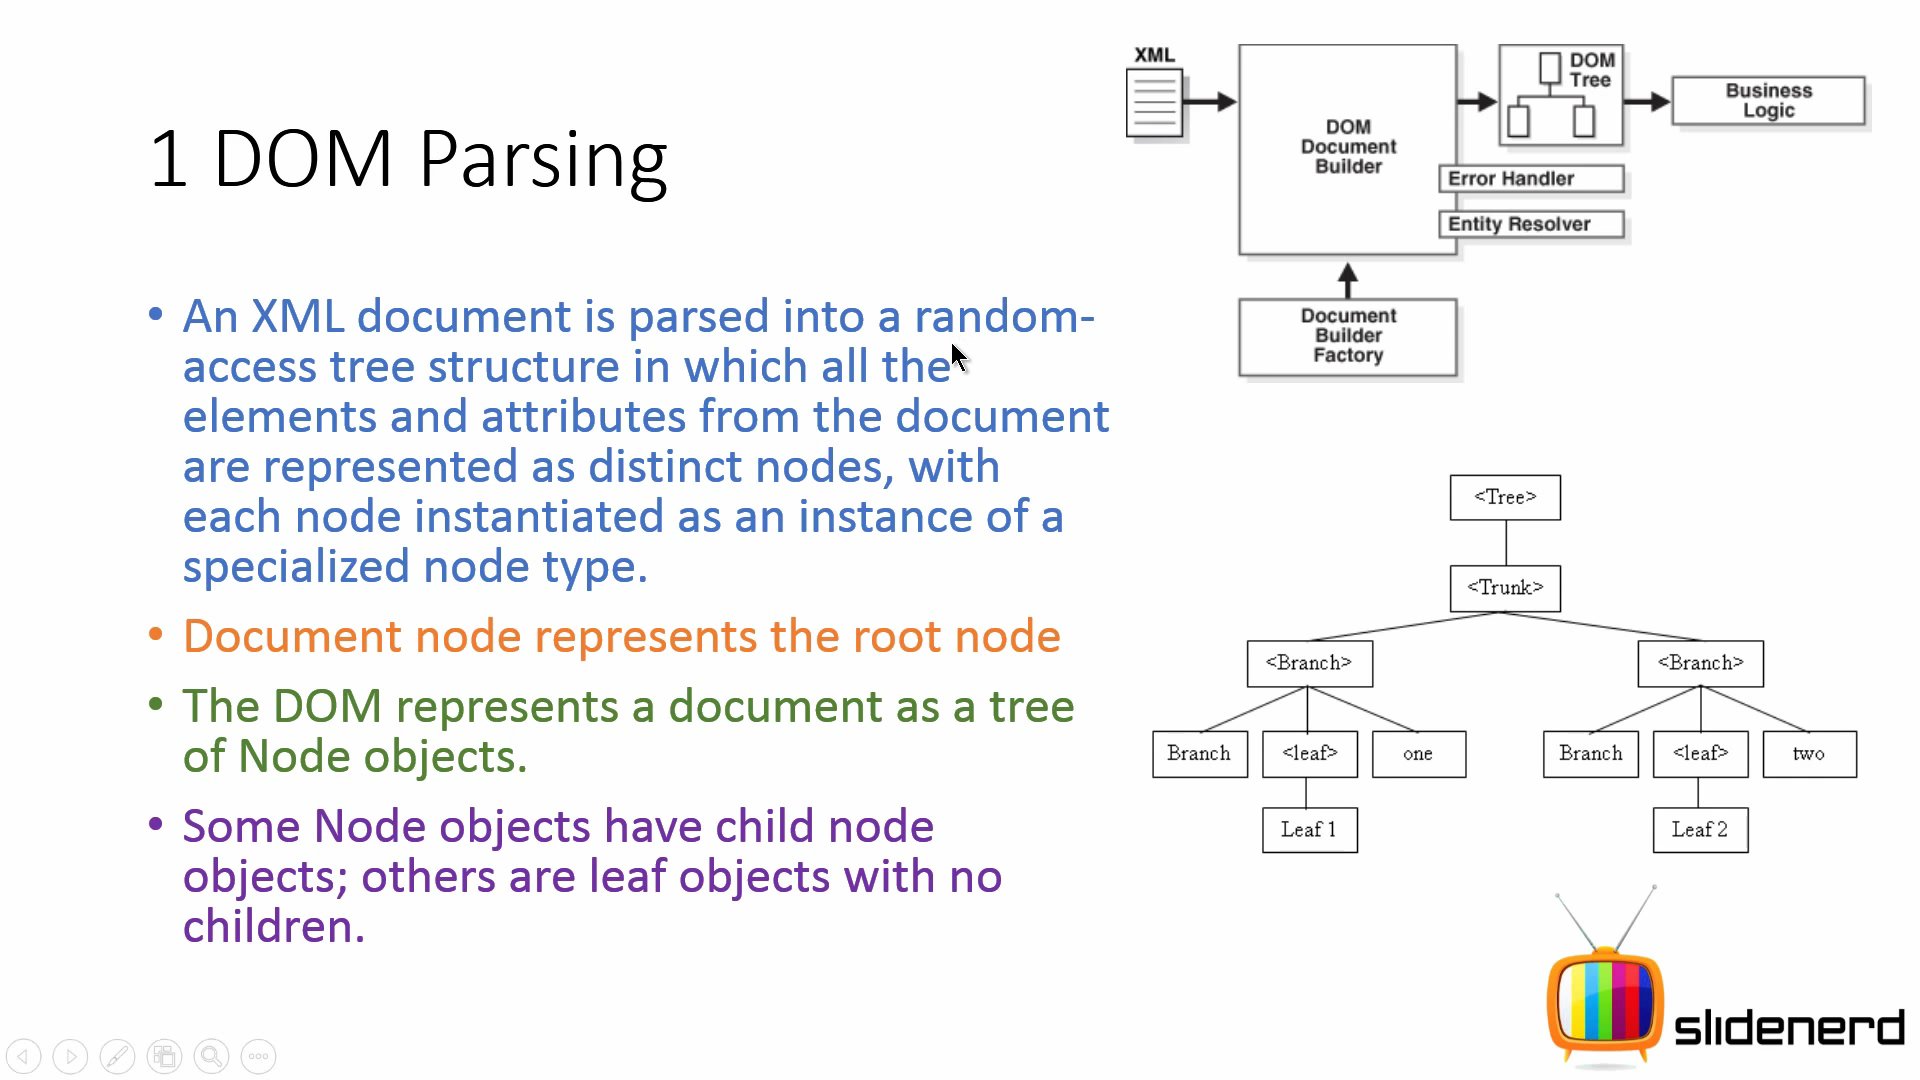 1 DOM Parsing
• An XML document is parsed into a random-
access tree structure in which all the
elements and attributes from the document
are represented as distinct nodes, with
each node instantiated as an instance of a
specialized node type.
• Document node represents the root node
• The DOM represents a document as a tree
of Node objects.
• Some Node objects have child node
objects; others are leaf objects with no
children.
XML
DOM
Document
Builder
DOM
Tree
Business
Logic
Error Handler
Entity Resolver
Document
Builder
Factory
<Tree>
<Trunk>
<Branch> <Branch>
Branch <leaf> one Branch <leaf> two
Leaf 1 Leaf 2
slidenerd